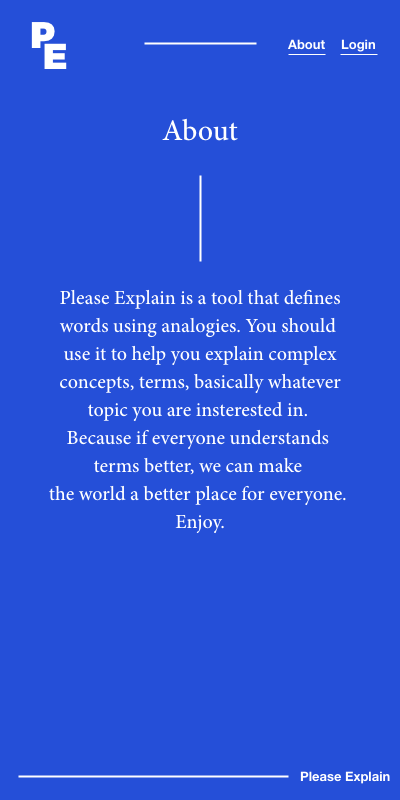 PE
About Login
About
Please Explain is a tool that defines
words using analogies. You should
use it to help you explain complex
concepts, terms, basically whatever
topic you are insterested in.
Because if everyone understands
terms better, we can make
the world a better place for everyone.
Enjoy.
Please Explain